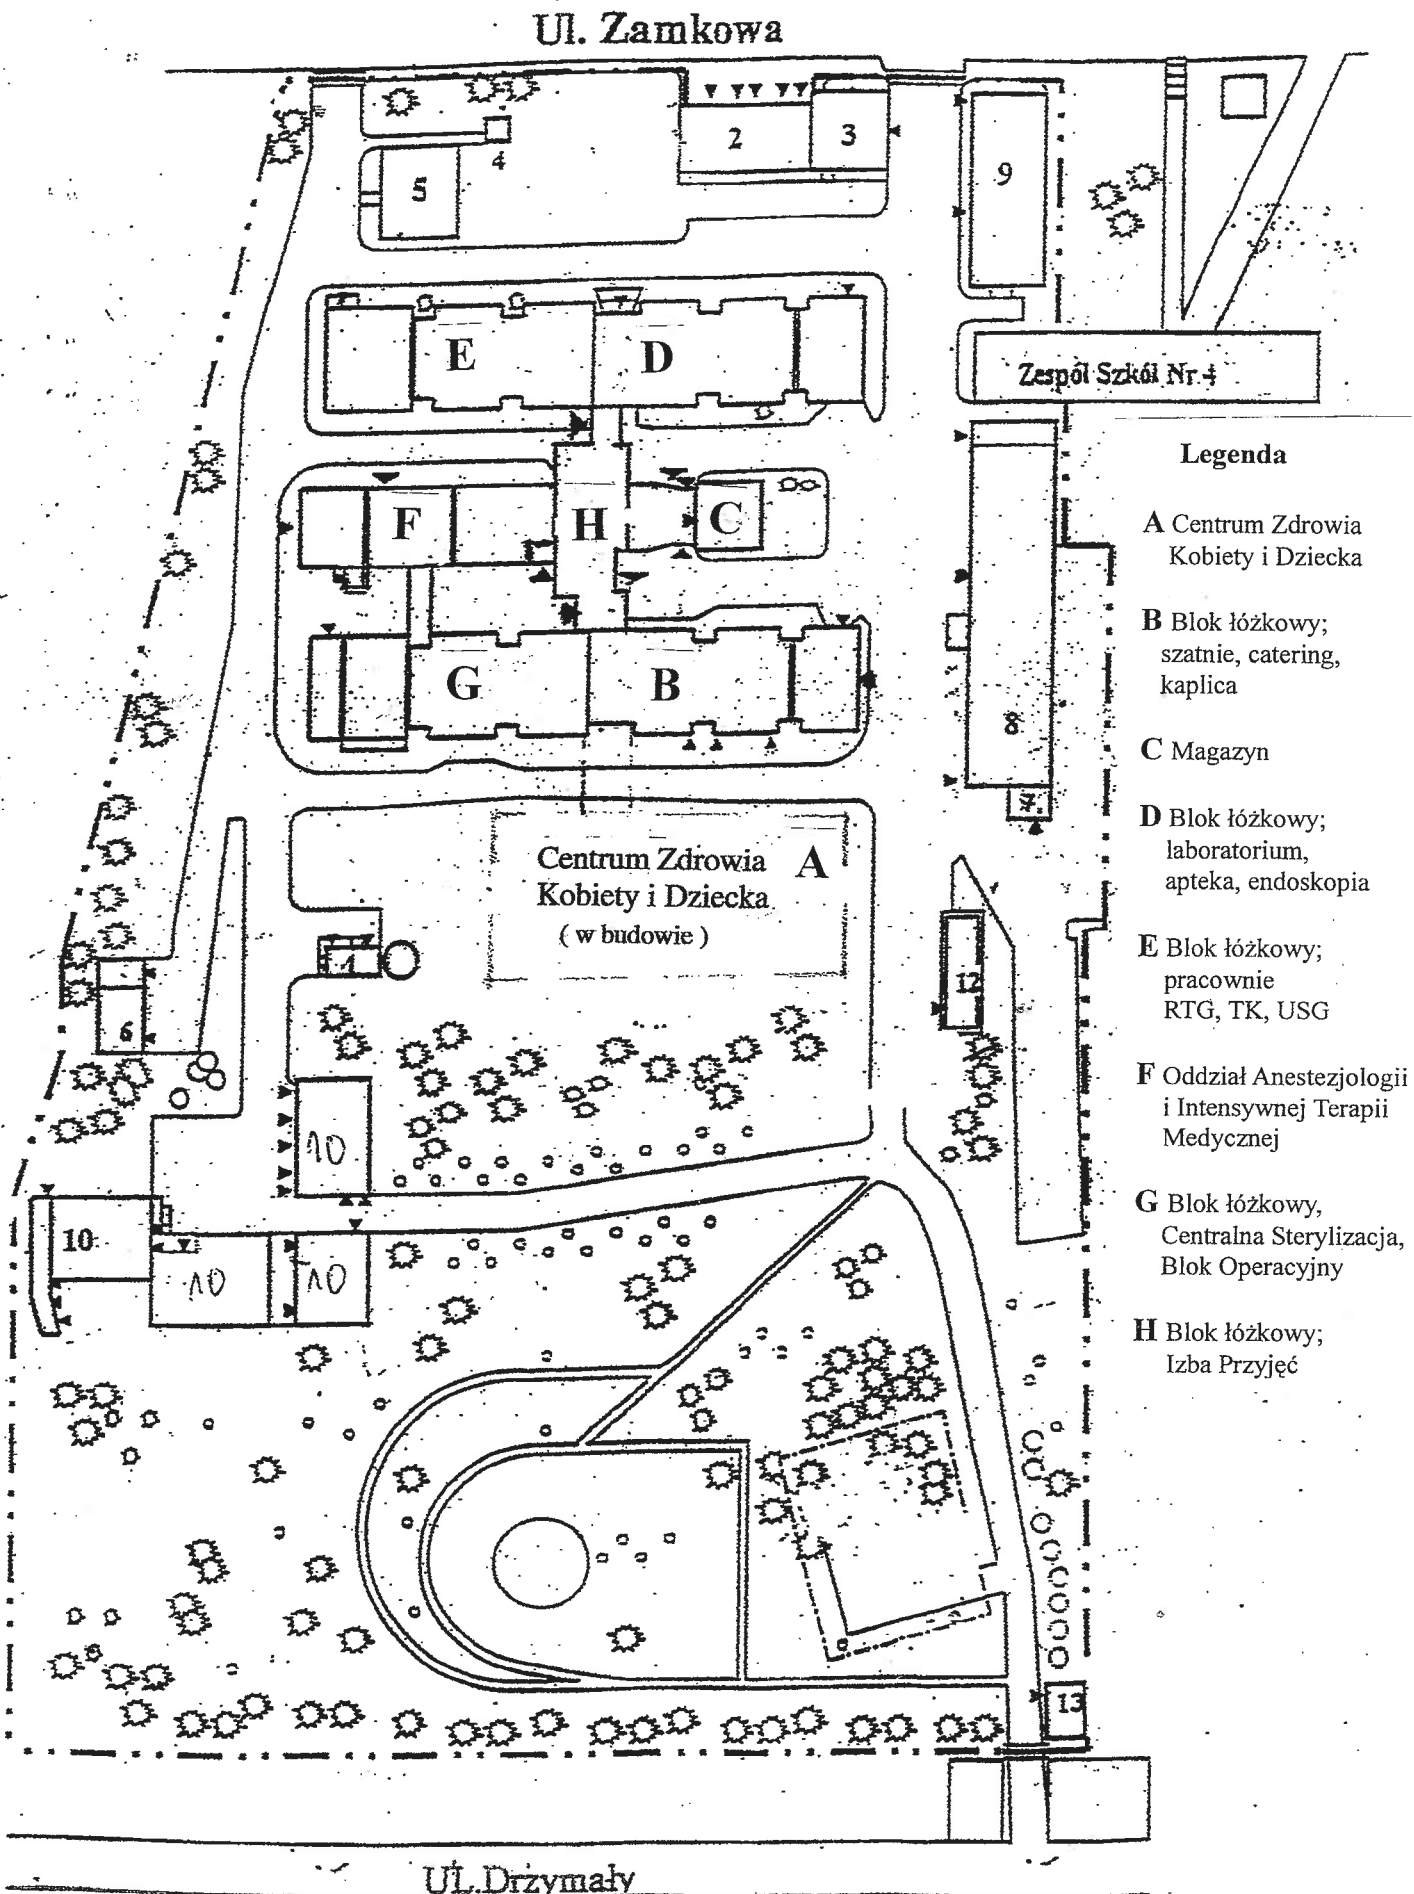 Ul. Zamkowa
2
3
4
5
9
E
D
Zespół Szkół Nr 4
F
H
C
G
B
8
Centrum Zdrowia A
Kobiety i Dziecka
( w budowie )
1
12
6
10
10
10
10
13
UL.Drzymały
Legenda
A Centrum Zdrowia
Kobiety i Dziecka
B Blok łóżkowy;
szatnie, catering,
kaplica
C Magazyn
D Blok łóżkowy;
laboratorium,
apteka, endoskopia
E Blok łóżkowy;
pracownie
RTG, TK, USG
F Oddział Anestezjologii
i Intensywnej Terapii
Medycznej
G Blok łóżkowy,
Centralna Sterylizacja,
Blok Operacyjny
H Blok łóżkowy;
Izba Przyjęć